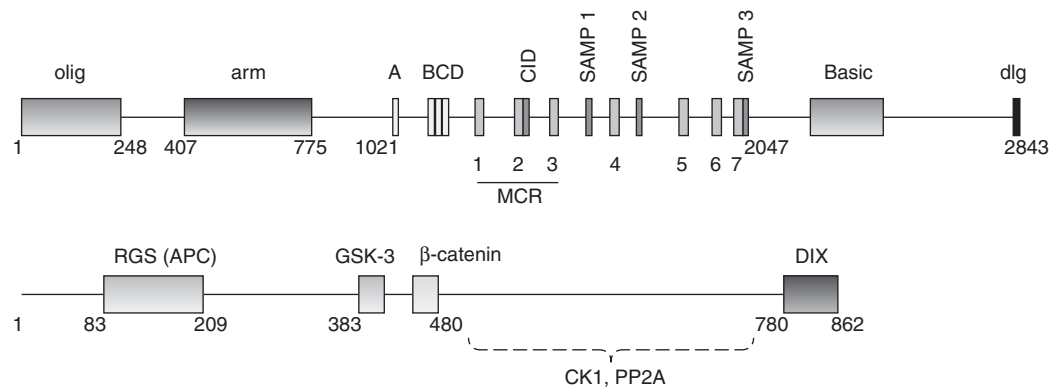 olig arm A BCD CID SAMP 1 SAMP 2 SAMP 3 Basic dlg
1 248 407 775 1021 2047 2843
1 2 3 4 5 6 7
MCR
RGS (APC) GSK-3 β-catenin DIX
1 83 209 383 480 780 862
CK1, PP2A